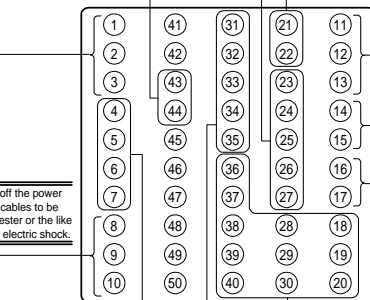 1 41 31 21 11
2 42 32 22 12
3 43 33 23 13
4 44 34 24 14
5 45 35 25 15
6 46 36 26 16
7 47 37 27 17
8 48 38 28 18
9 49 39 29 19
10 50 40 30 20
off the power
cables to be
ester or the like
electric shock.